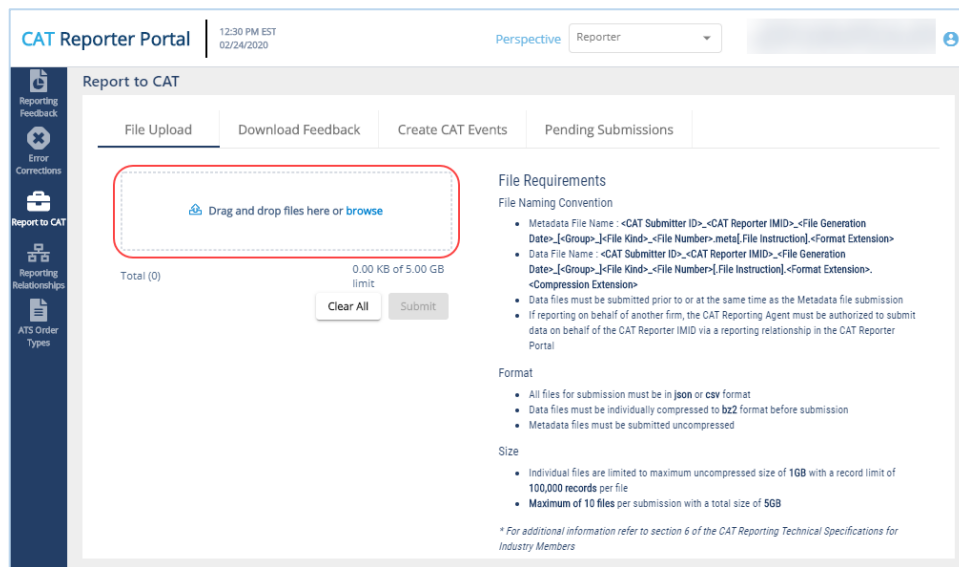 CAT Reporter Portal
12:30 PM EST
02/24/2020
Perspective
Reporter
Reporting
Feedback
Error
Corrections
Report to CAT
Reporting
Relationships
ATS Order
Types
Report to CAT
File Upload
Download Feedback
Create CAT Events
Pending Submissions
Drag and drop files here or browse
Total (0)
0.00 KB of 5.00 GB
limit
Clear All
Submit
File Requirements
File Naming Convention
• Metadata File Name : <CAT Submitter ID>_<CAT Reporter IMID>_<File Generation
Date>_[<Group>_]<File Kind>_<File Number>.meta[.File Instruction].<Format Extension>
• Data File Name : <CAT Submitter ID>_<CAT Reporter IMID>_<File Generation
Date>_[<Group>_]<File Kind>_<File Number>[.File Instruction].<Format Extension>.
<Compression Extension>
• Data files must be submitted prior to or at the same time as the Metadata file submission
• If reporting on behalf of another firm, the CAT Reporting Agent must be authorized to submit
data on behalf of the CAT Reporter IMID via a reporting relationship in the CAT Reporter
Portal
Format
• All files for submission must be in json or csv format
• Data files must be individually compressed to bz2 format before submission
• Metadata files must be submitted uncompressed
Size
• Individual files are limited to maximum uncompressed size of 1GB with a record limit of
100,000 records per file
• Maximum of 10 files per submission with a total size of 5GB
* For additional information refer to section 6 of the CAT Reporting Technical Specifications for
Industry Members